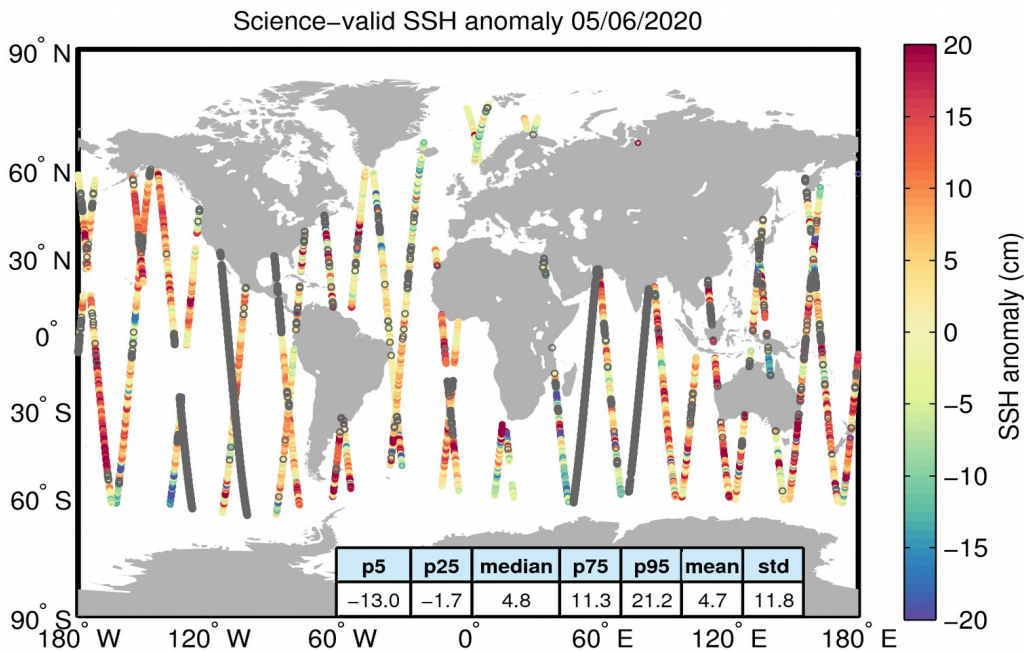 Science−valid SSH anomaly 05/06/2020
90° N
60° N
30° N
0°
30° S
60° S
90° S
180° W
120° W
60° W
0°
60° E
120° E
180° E
p5 p25 median p75 p95 mean std
−13.0 −1.7 4.8 11.3 21.2 4.7 11.8
20
15
10
5
0
−5
−10
−15
−20
SSH anomaly (cm)